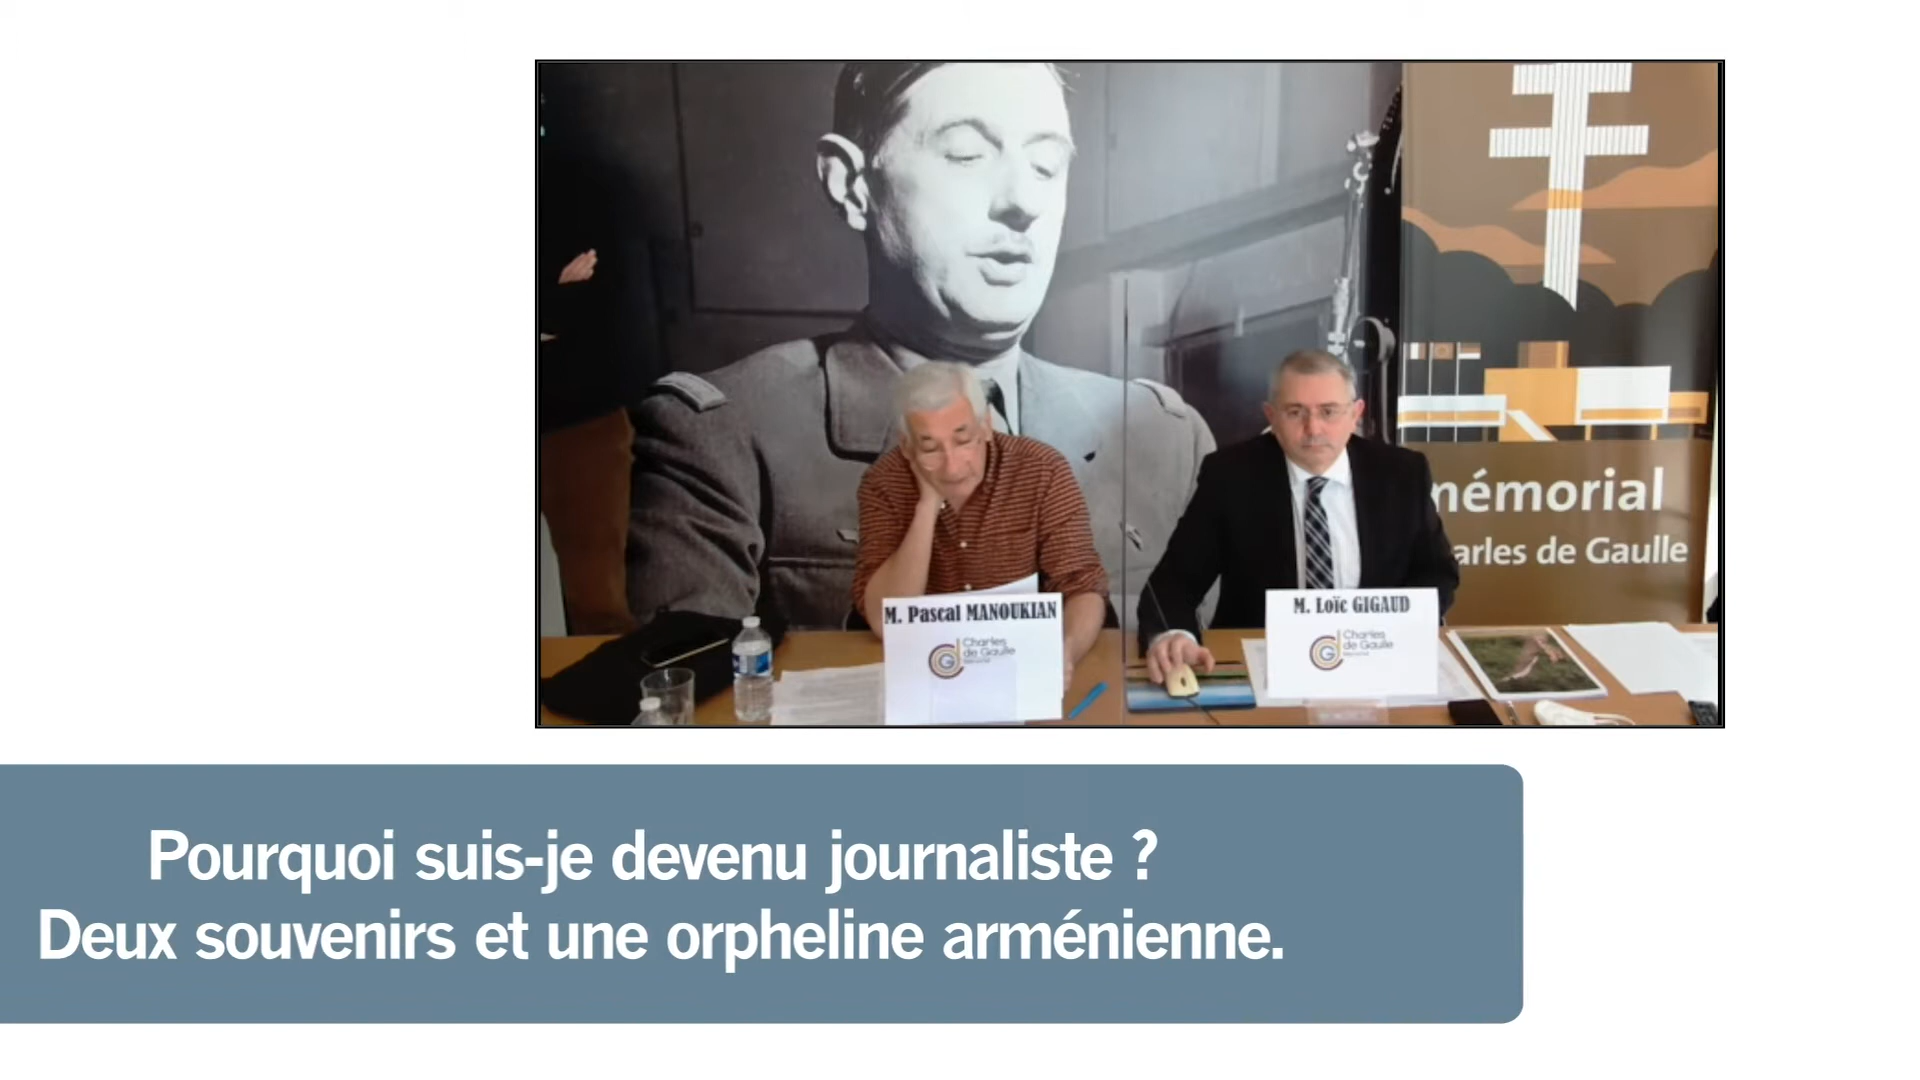 mémorial
arles de Gaulle
M. Pascal MANOUKIAN
Charles
de Gaulle
M. Loïc GIGAUD
Charles
de Gaulle
Pourquoi suis-je devenu journaliste ?
Deux souvenirs et une orpheline arménienne.